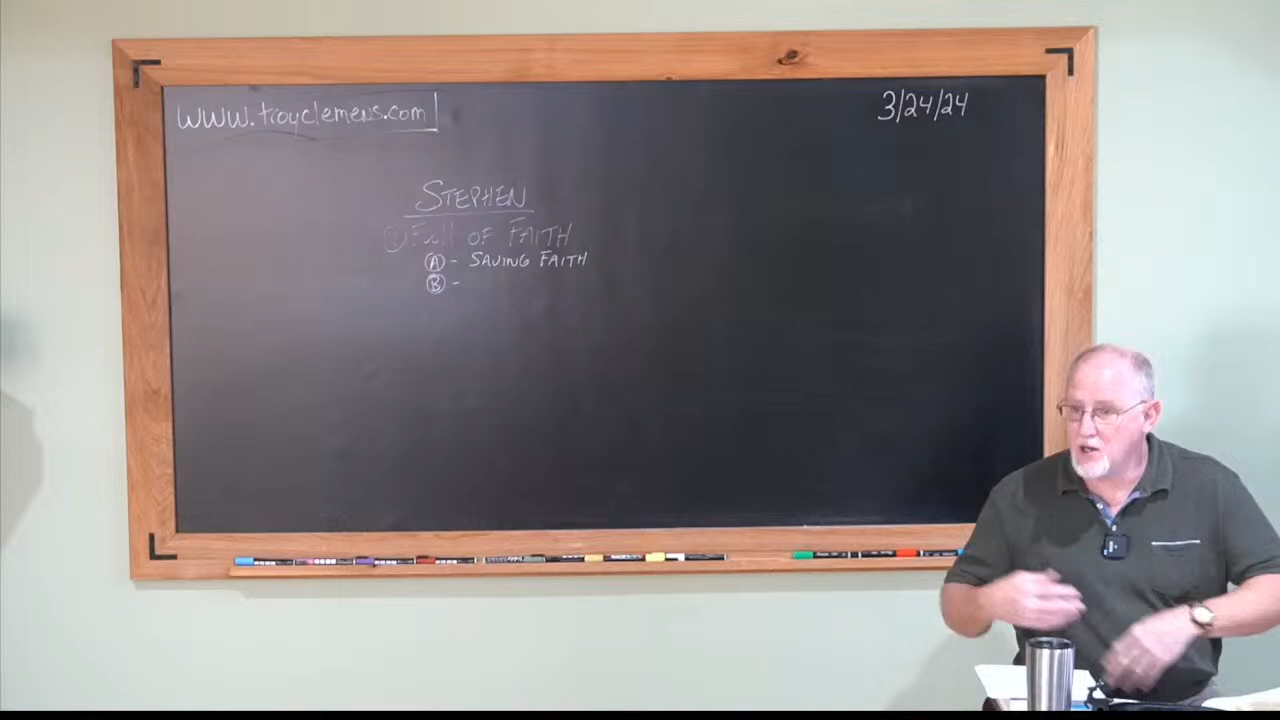 www.troyclemens.com
3/24/24
STEPHEN
① Full OF FAITH
Ⓐ - SAVING FAITH
Ⓑ -